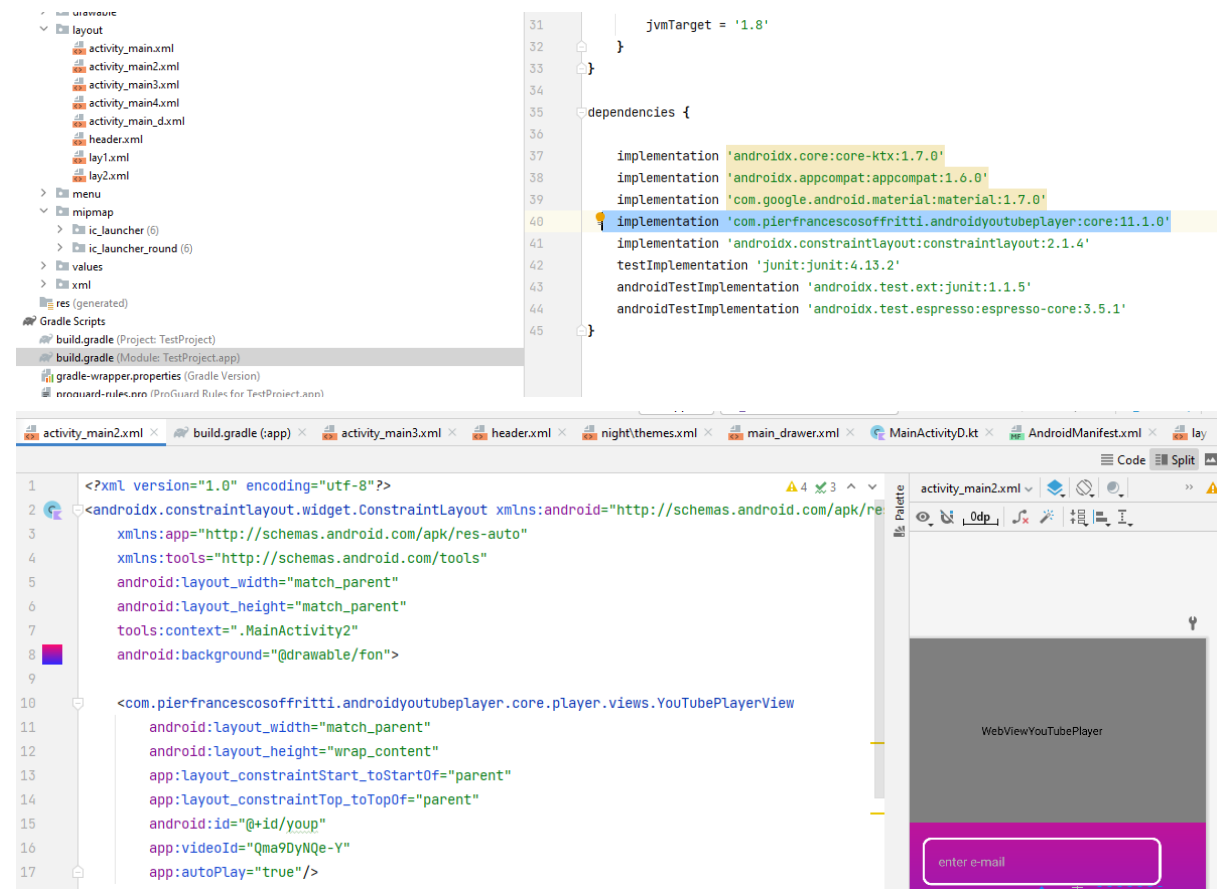 drawable
layout
activity_main.xml
activity_main2.xml
activity_main3.xml
activity_main4.xml
activity_main_d.xml
header.xml
lay1.xml
lay2.xml
menu
mipmap
ic_launcher (6)
ic_launcher_round (6)
values
xml
res (generated)
Gradle Scripts
build.gradle (Project: TestProject)
build.gradle (Module: TestProject.app)
gradle-wrapper.properties (Gradle Version)
proguard-rules.pro (ProGuard Rules for TestProject.app)
31 jvmTarget = '1.8'
32 }
33 }
34
35 dependencies {
36
37 implementation 'androidx.core:core-ktx:1.7.0'
38 implementation 'androidx.appcompat:appcompat:1.6.0'
39 implementation 'com.google.android.material:material:1.7.0'
40 implementation 'com.pierfrancescosoffritti.androidyoutubeplayer:core:11.1.0'
41 implementation 'androidx.constraintlayout:constraintlayout:2.1.4'
42 testImplementation 'junit:junit:4.13.2'
43 androidTestImplementation 'androidx.test.ext:junit:1.1.5'
44 androidTestImplementation 'androidx.test.espresso:espresso-core:3.5.1'
45 }
activity_main2.xml build.gradle (:app) activity_main3.xml header.xml night\themes.xml main_drawer.xml MainActivityD.kt AndroidManifest.xml lay
Code Split
1 <?xml version="1.0" encoding="utf-8"?> 4 3
2 <androidx.constraintlayout.widget.ConstraintLayout xmlns:android="http://schemas.android.com/apk/re
3 xmlns:app="http://schemas.android.com/apk/res-auto"
4 xmlns:tools="http://schemas.android.com/tools"
5 android:layout_width="match_parent"
6 android:layout_height="match_parent"
7 tools:context=".MainActivity2"
8 android:background="@drawable/fon">
9
10 <com.pierfrancescosoffritti.androidyoutubeplayer.core.player.views.YouTubePlayerView
11 android:layout_width="match_parent"
12 android:layout_height="wrap_content"
13 app:layout_constraintStart_toStartOf="parent"
14 app:layout_constraintTop_toTopOf="parent"
15 android:id="@+id/youp"
16 app:videoId="Qma9DyNQe-Y"
17 app:autoPlay="true"/>
Palette
activity_main2.xml
0dp
WebViewYouTubePlayer
enter e-mail